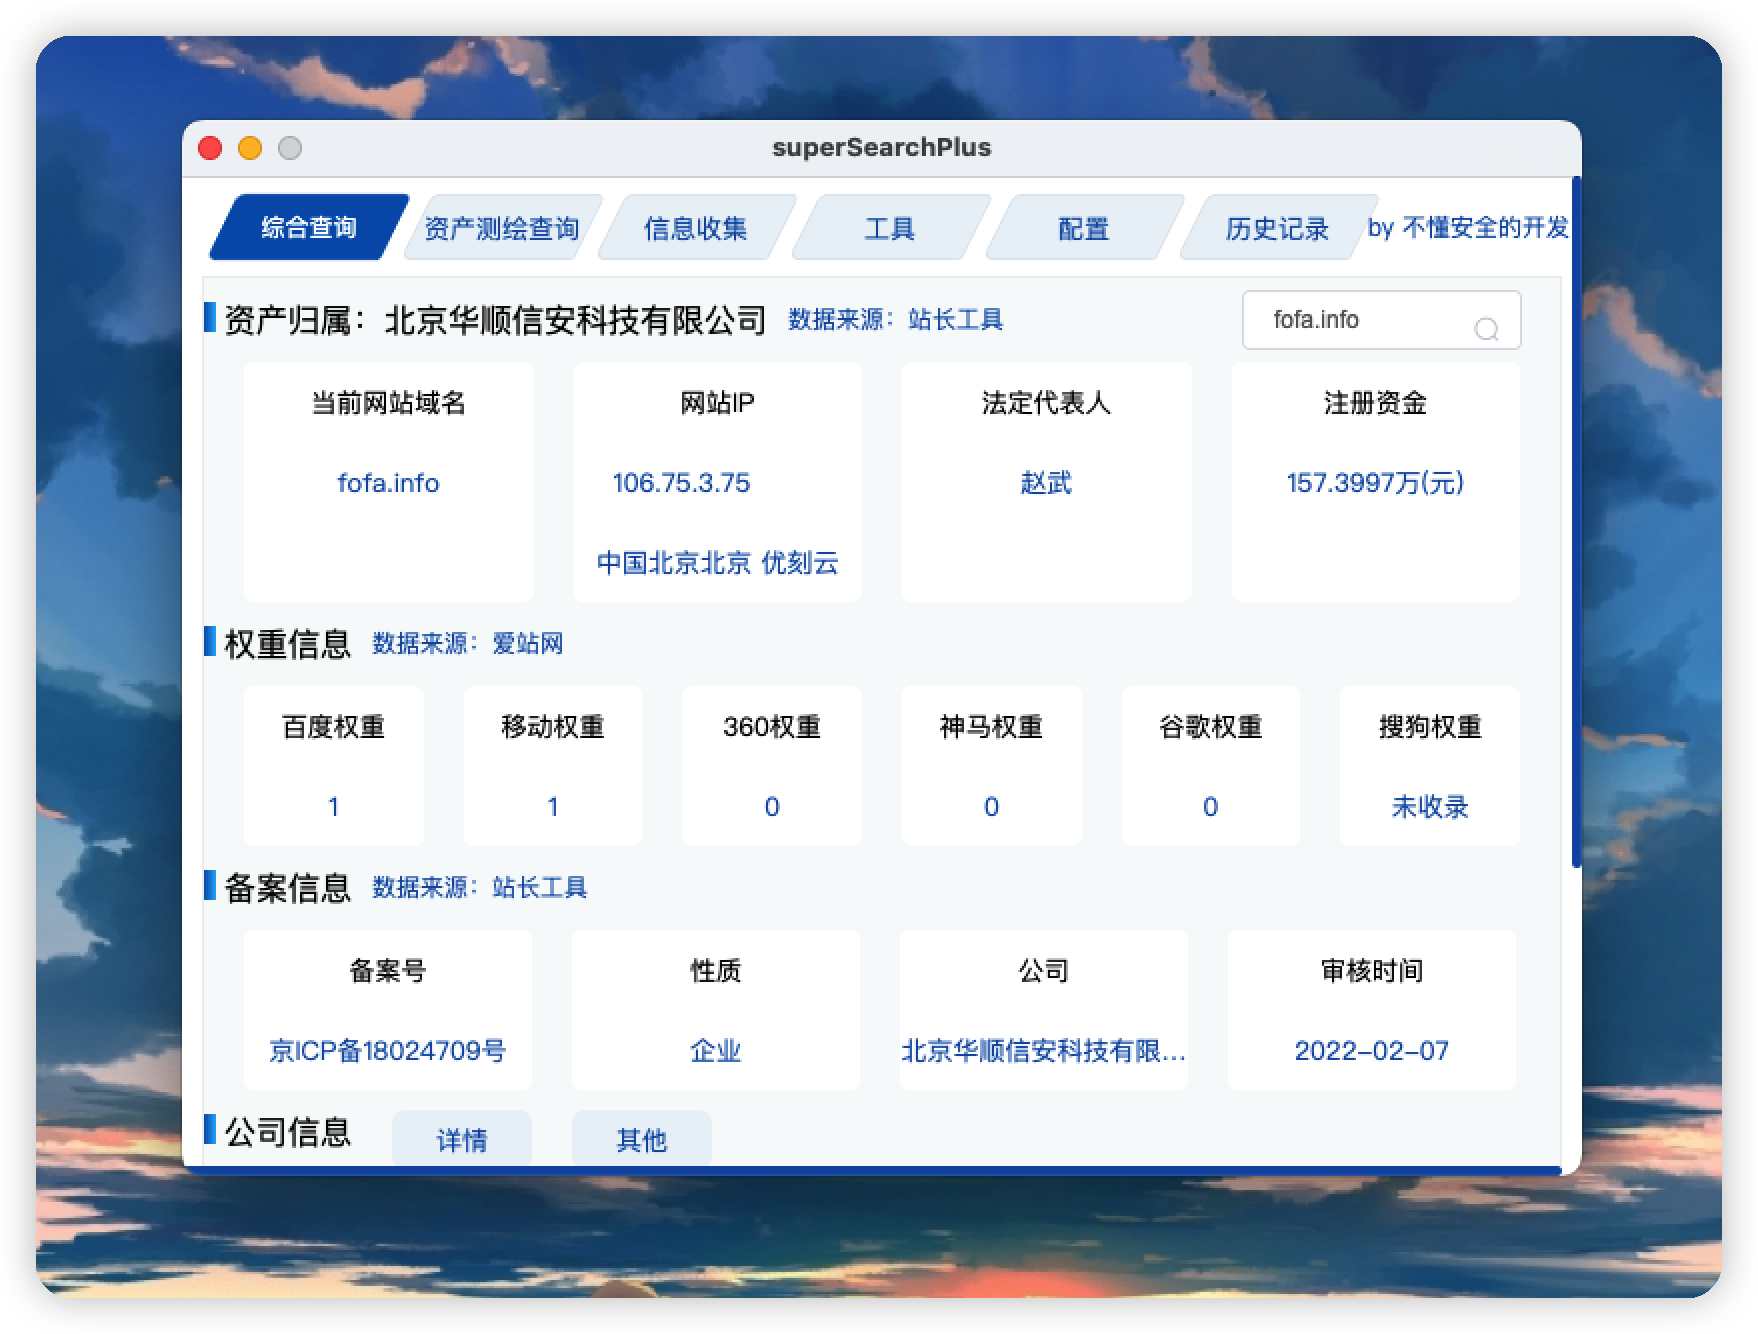 superSearchPlus
综合查询 资产测绘查询 信息收集 工具 配置 历史记录 by 不懂安全的开发
资产归属：北京华顺信安科技有限公司 数据来源：站长工具 fofa.info
当前网站域名 网站IP 法定代表人 注册资金
fofa.info 106.75.3.75 赵武 157.3997万(元)
中国北京北京 优刻云
权重信息 数据来源：爱站网
百度权重 移动权重 360权重 神马权重 谷歌权重 搜狗权重
1 1 0 0 0 未收录
备案信息 数据来源：站长工具
备案号 性质 公司 审核时间
京ICP备18024709号 企业 北京华顺信安科技有限... 2022-02-07
公司信息 详情 其他